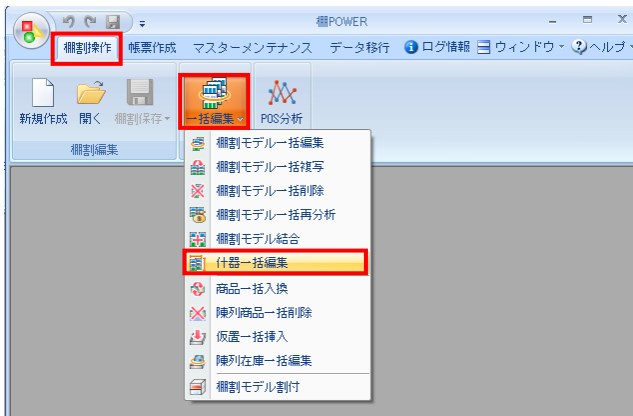 棚POWER
棚割操作 帳票作成 マスターメンテナンス データ移行 ログ情報 ウィンドウ ヘルプ
新規作成 開く 棚割保存 一括編集 POS分析
棚割編集
棚割モデル一括編集
棚割モデル一括複写
棚割モデル一括削除
棚割モデル一括再分析
棚割モデル結合
什器一括編集
商品一括入換
陳列商品一括削除
仮置一括挿入
陳列在庫一括編集
棚割モデル割付